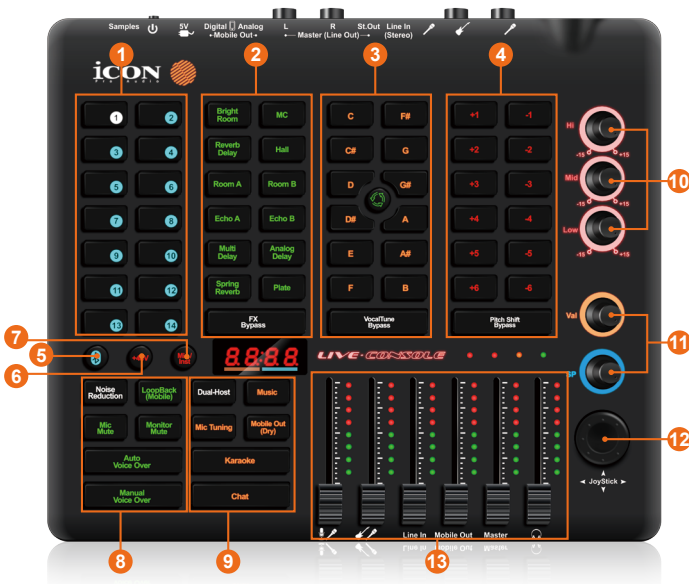 Samples
5V
Digital Analog
Mobile Out
L R
Master (Line Out)
St.Out
Line In
(Stereo)
1
2
3
4
iCON
Pro Audio
1 2
3 4
5 6
7 8
9 10
11 12
13 14
Bright
Room
MC
Reverb
Delay
Hall
Room A Room B
Echo A Echo B
Multi
Delay
Analog
Delay
Spring
Reverb
Plate
FX
Bypass
C F#
C# G
D G#
D# A
E A#
F B
VocalTune
Bypass
+1 -1
+2 -2
+3 -3
+4 -4
+5 -5
+6 -6
Pitch Shift
Bypass
Hi
-15 +15
Mid
-15 +15
Low
-15 +15
10
Val
SP
11
12
JoyStick
7
5
6
+48V
Mic
Inst
8.8:8.8
LIVE-CONSOLE
Noise
Reduction
LoopBack
(Mobile)
Mic
Mute
Monitor
Mute
Auto
Voice Over
Manual
Voice Over
Dual-Host
Music
Mic Tuning
Mobile Out
(Dry)
Karaoke
Chat
Line In Mobile Out Master
8
9
13